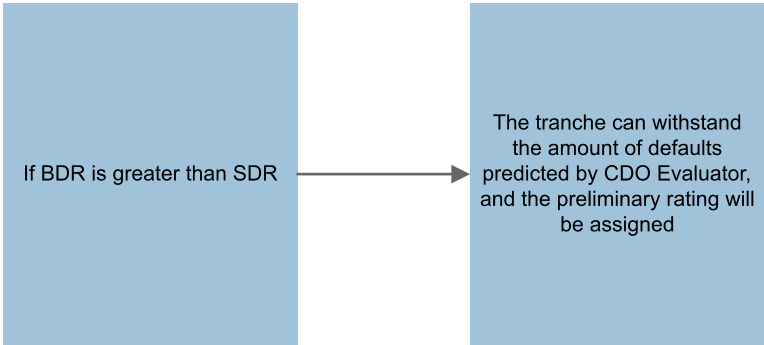 If BDR is greater than SDR
The tranche can withstand
the amount of defaults
predicted by CDO Evaluator,
and the preliminary rating will
be assigned